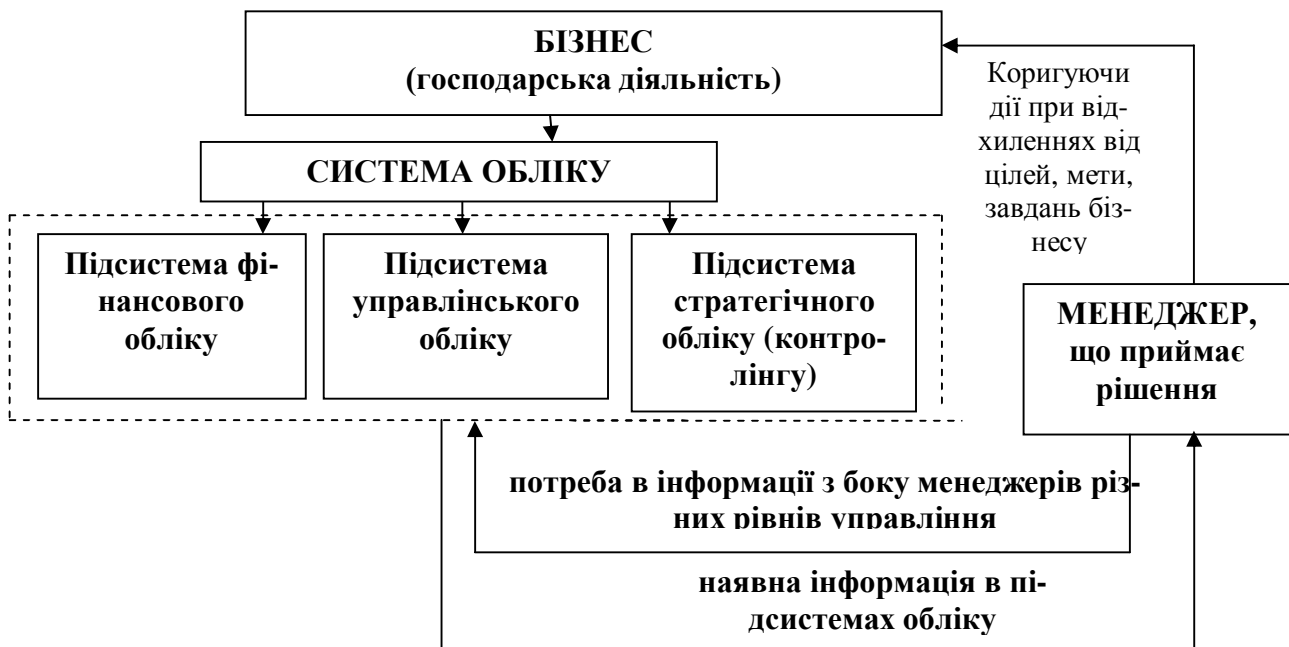 БІЗНЕС
(господарська діяльність)
Коригуючи
дії при від-
хиленнях від
цілей, мети,
завдань біз-
несу
СИСТЕМА ОБЛІКУ
Підсистема фі-
нансового
обліку
Підсистема
управлінського
обліку
Підсистема
стратегічного
обліку (контро-
лінгу)
МЕНЕДЖЕР,
що приймає
рішення
потреба в інформації з боку менеджерів різ-
них рівнів управління
наявна інформація в пі-
дсистемах обліку